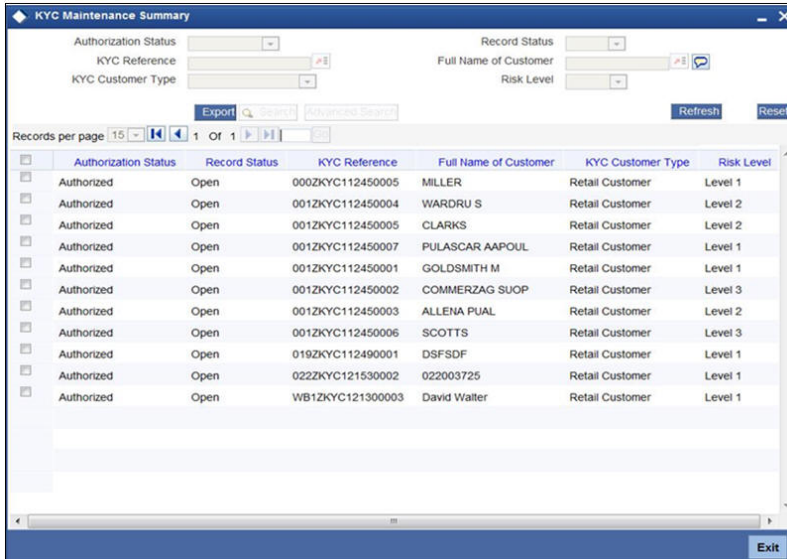 KYC Maintenance Summary
Authorization Status
Record Status
KYC Reference
Full Name of Customer
KYC Customer Type
Risk Level
Export Search Advanced Search Refresh Reset
Records per page 15 1 Of 1 Go
Authorization Status Record Status KYC Reference Full Name of Customer KYC Customer Type Risk Level
Authorized Open 000ZKYC112450005 MILLER Retail Customer Level 1
Authorized Open 001ZKYC112450004 WARDRU S Retail Customer Level 2
Authorized Open 001ZKYC112450005 CLARKS Retail Customer Level 2
Authorized Open 001ZKYC112450007 PULASCAR AAPOUL Retail Customer Level 1
Authorized Open 001ZKYC112450001 GOLDSMITH M Retail Customer Level 1
Authorized Open 001ZKYC112450002 COMMERZAG SUOP Retail Customer Level 3
Authorized Open 001ZKYC112450003 ALLENA PUAL Retail Customer Level 2
Authorized Open 001ZKYC112450006 SCOTTS Retail Customer Level 3
Authorized Open 019ZKYC112490001 DSFSDF Retail Customer Level 1
Authorized Open 022ZKYC121530002 022003725 Retail Customer Level 1
Authorized Open WB1ZKYC121300003 David Walter Retail Customer Level 1
Exit